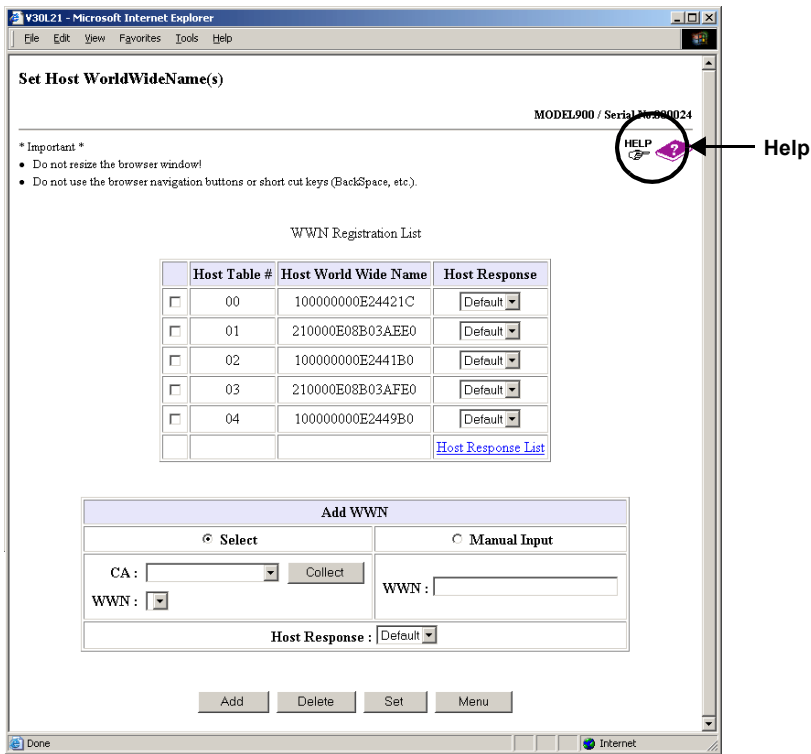 V30L21 - Microsoft Internet Explorer
File Edit View Favorites Tools Help
Set Host WorldWideName(s)
MODEL900 / Serial No.
* Important *
• Do not resize the browser window!
• Do not use the browser navigation buttons or short cut keys (BackSpace, etc.).
HELP ?
Help
WWN Registration List
Host Table # Host World Wide Name Host Response
00 100000000E24421C Default
01 210000E08B03AEE0 Default
02 100000000E2441B0 Default
03 210000E08B03AFE0 Default
04 100000000E2449B0 Default
Host Response List
Add WWN
Select Manual Input
CA : Collect
WWN :
WWN :
Host Response : Default
Add Delete Set Menu
Done Internet